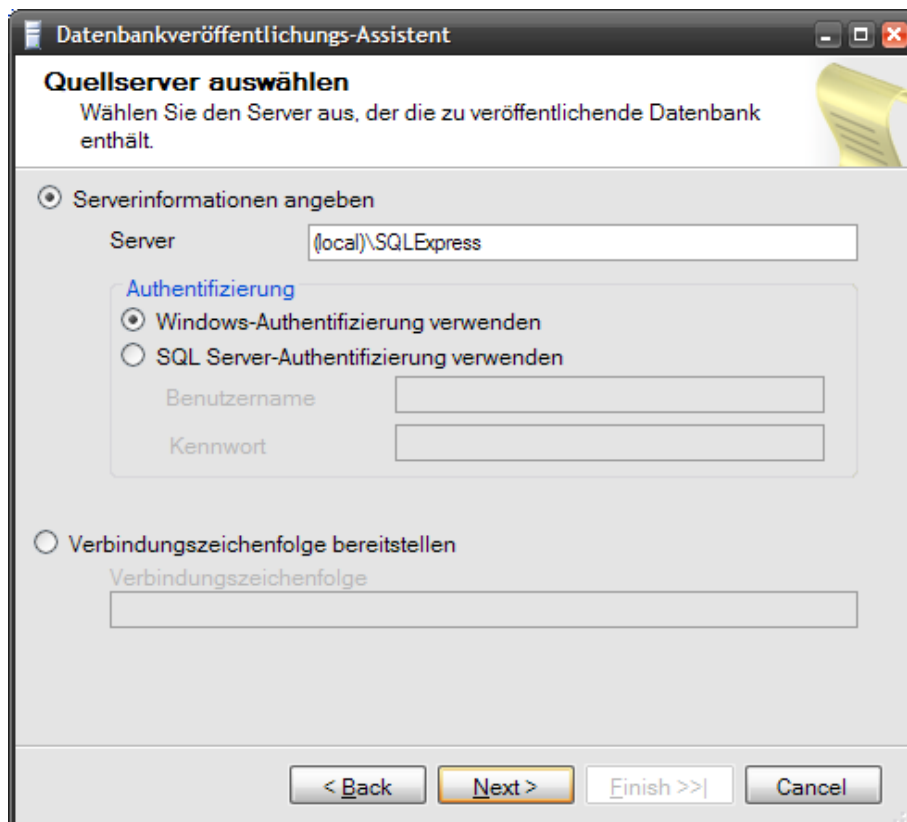 Datenbankveröffentlichungs-Assistent
Quellserver auswählen
Wählen Sie den Server aus, der die zu veröffentlichende Datenbank
enthält.
Serverinformationen angeben
Server (local)\SQLExpress
Authentifizierung
Windows-Authentifizierung verwenden
SQL Server-Authentifizierung verwenden
Benutzername
Kennwort
Verbindungszeichenfolge bereitstellen
Verbindungszeichenfolge
< Back Next > Finish >>| Cancel